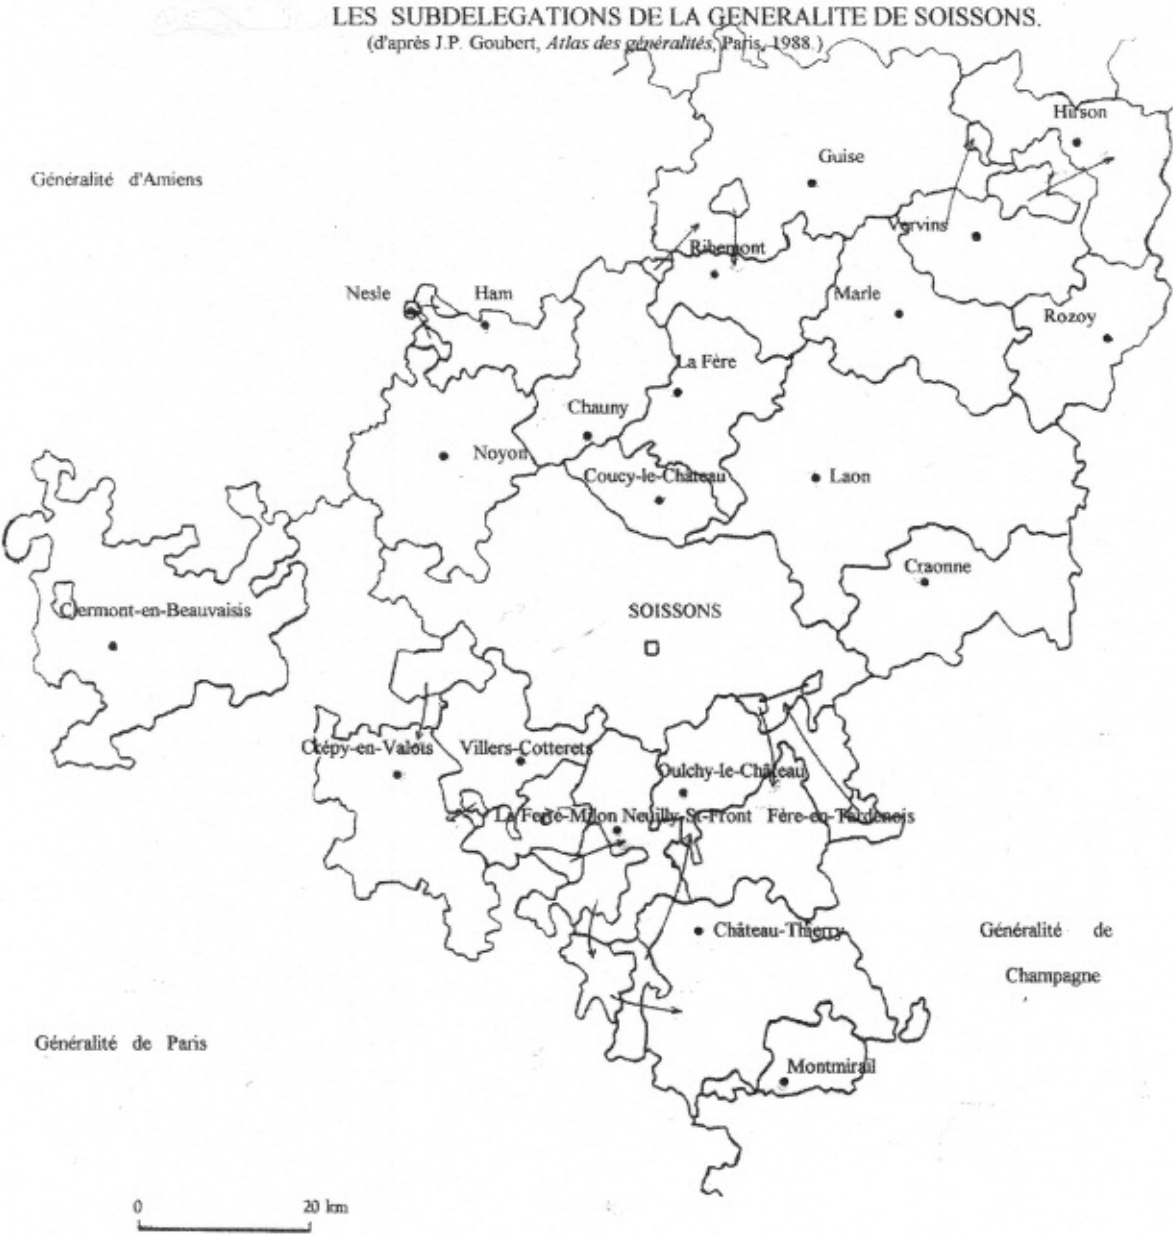 LES SUBDELEGATIONS DE LA GENERALITE DE SOISSONS.
(d'après J.P. Goubert, Atlas des généralités, Paris, 1988.)
Hirson
Guise
Généralité d'Amiens
Vervins
Ribemont
Nesle
Ham
Marle
Rozoy
La Fère
Chauny
Noyon
Coucy-le-Château
Laon
Craonne
Clermont-en-Beauvaisis
SOISSONS
Crépy-en-Valois
Villers-Cotterets
Oulchy-le-Château
La Ferté-Milon
Neuilly-St-Front
Fère-en-Tardenois
Château-Thierry
Généralité de
Champagne
Généralité de Paris
Montmirail
0
20 km